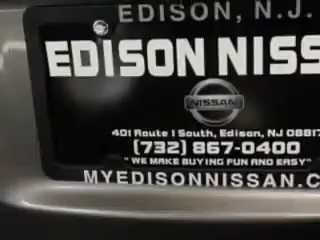 EDISON, N.J.
EDISON NISS
NISSAN
401 Route 1 South, Edison, NJ 08817
(732) 867-0400
"WE MAKE BUYING FUN AND EASY"
MYEDISONNISSAN.C